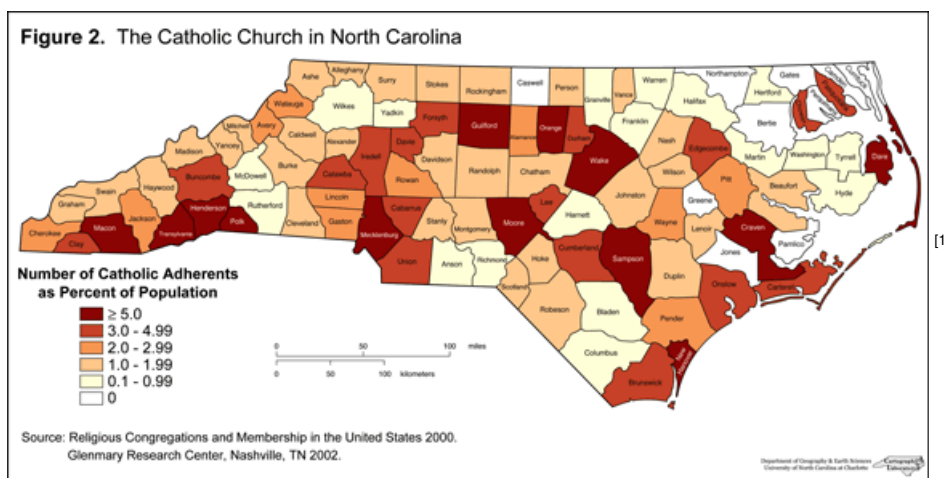 Figure 2. The Catholic Church in North Carolina
Ashe
Alleghany
Surry
Stokes
Rockingham
Caswell
Person
Granville
Vance
Warren
Northampton
Gates
Camden
Currituck
Hertford
Halifax
Bertie
Watauga
Wilkes
Yadkin
Forsyth
Guilford
Orange
Durham
Franklin
Mitchell
Avery
Caldwell
Alexander
Iredell
Davie
Davidson
Randolph
Chatham
Wake
Nash
Edgecombe
Martin
Washington
Tyrrell
Dare
Madison
Yancey
Burke
Catawba
Rowan
Wilson
Pitt
Beaufort
Hyde
Swain
Haywood
Buncombe
McDowell
Johnston
Greene
Graham
Rutherford
Lincoln
Cabarrus
Stanly
Montgomery
Moore
Lee
Harnett
Wayne
Lenoir
Craven
Pamlico
Cherokee
Clay
Macon
Jackson
Transylvania
Henderson
Polk
Cleveland
Gaston
Mecklenburg
Union
Anson
Richmond
Hoke
Scotland
Cumberland
Sampson
Duplin
Jones
Onslow
Carteret
Robeson
Bladen
Pender
Columbus
Brunswick
New Hanover
[1
Number of Catholic Adherents
as Percent of Population
≥ 5.0
3.0 - 4.99
2.0 - 2.99
1.0 - 1.99
0.1 - 0.99
0
0 50 100 miles
0 50 100 kilometers
Source: Religious Congregations and Membership in the United States 2000.
Glenmary Research Center, Nashville, TN 2002.
Department of Geography & Earth Sciences
University of North Carolina at Charlotte